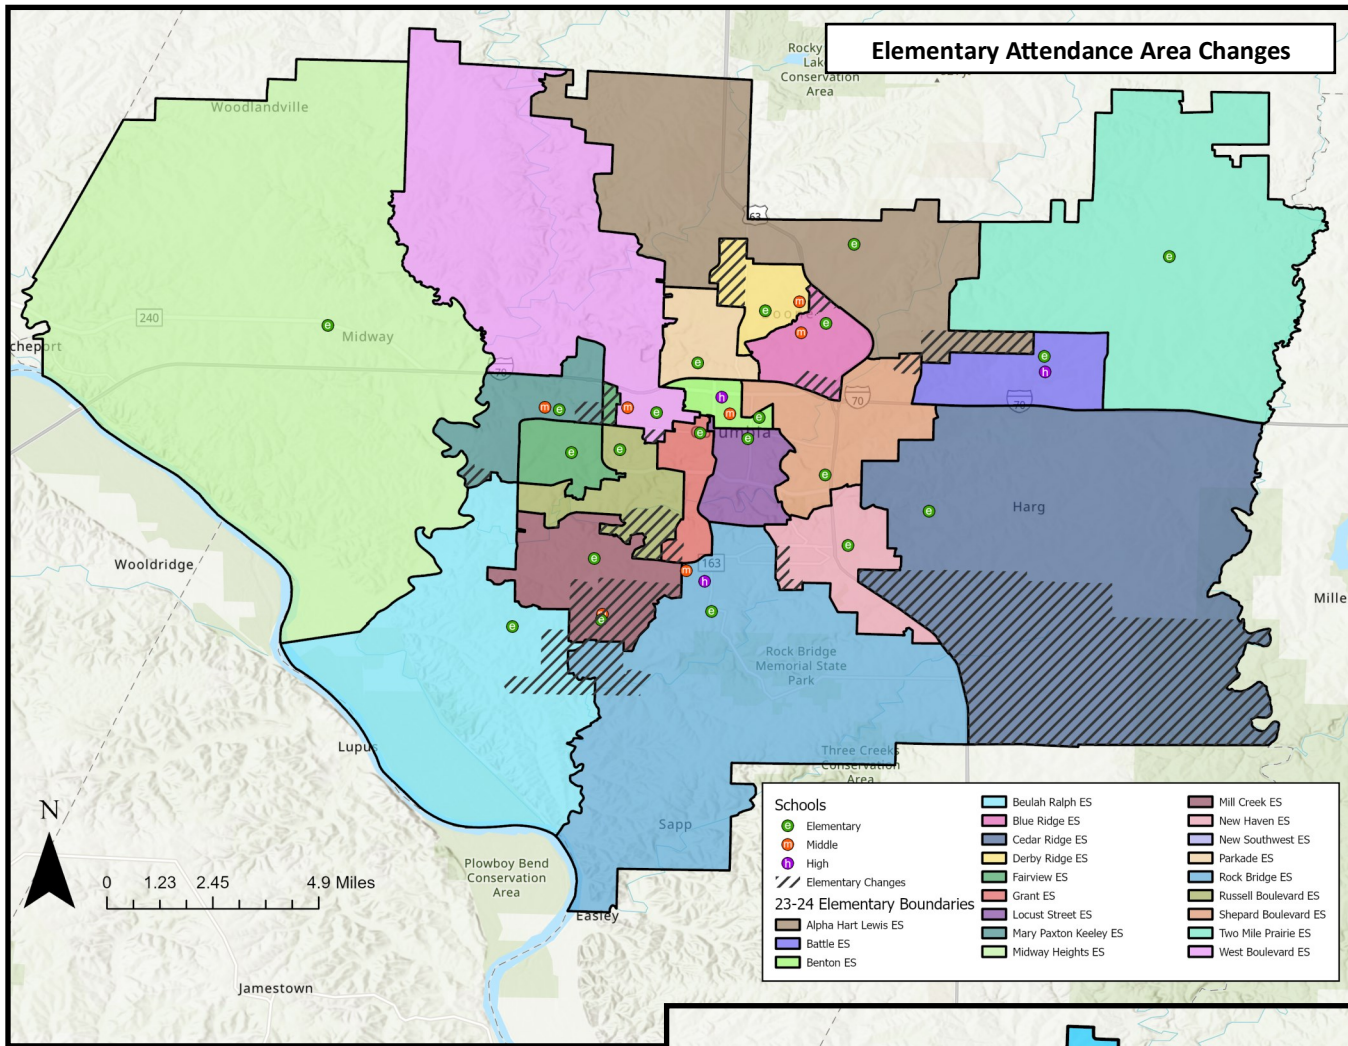 Elementary Attendance Area Changes
Rocky
Lake
Conservation
Area
Woodlandville
63
240
Midway
cheport
70
70
70
Columbia
Harg
Wooldridge
163
Mille
Rock Bridge
Memorial State
Park
Lupus
Three Creeks
Conservation
Area
Sapp
N
0 1.23 2.45 4.9 Miles
Plowboy Bend
Conservation
Area
Easley
Jamestown
Schools
e Elementary
m Middle
h High
Elementary Changes
23-24 Elementary Boundaries
Alpha Hart Lewis ES
Battle ES
Benton ES
Beulah Ralph ES
Blue Ridge ES
Cedar Ridge ES
Derby Ridge ES
Fairview ES
Grant ES
Locust Street ES
Mary Paxton Keeley ES
Midway Heights ES
Mill Creek ES
New Haven ES
New Southwest ES
Parkade ES
Rock Bridge ES
Russell Boulevard ES
Shepard Boulevard ES
Two Mile Prairie ES
West Boulevard ES